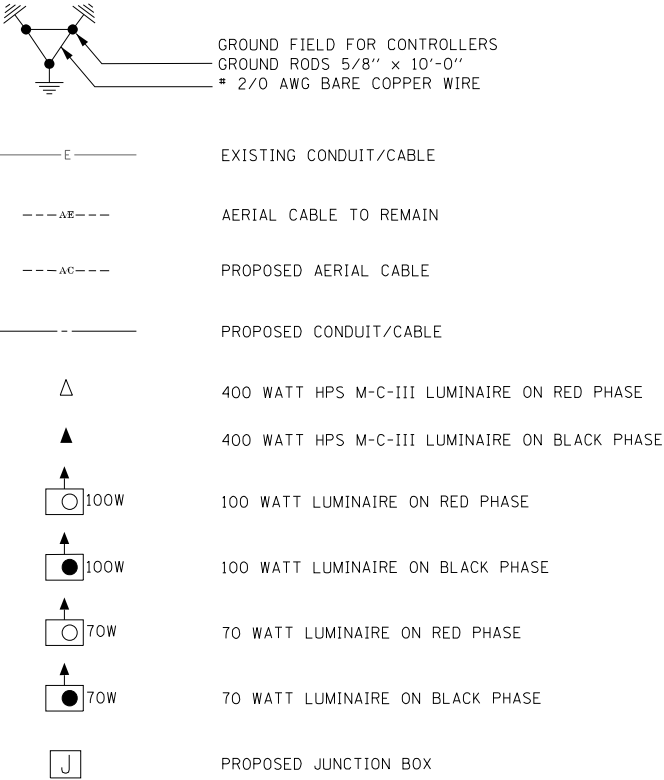 GROUND FIELD FOR CONTROLLERS
GROUND RODS 5/8" x 10'-0"
# 2/0 AWG BARE COPPER WIRE
E EXISTING CONDUIT/CABLE
AE AERIAL CABLE TO REMAIN
AC PROPOSED AERIAL CABLE
PROPOSED CONDUIT/CABLE
400 WATT HPS M-C-III LUMINAIRE ON RED PHASE
400 WATT HPS M-C-III LUMINAIRE ON BLACK PHASE
100W 100 WATT LUMINAIRE ON RED PHASE
100W 100 WATT LUMINAIRE ON BLACK PHASE
70W 70 WATT LUMINAIRE ON RED PHASE
70W 70 WATT LUMINAIRE ON BLACK PHASE
J PROPOSED JUNCTION BOX